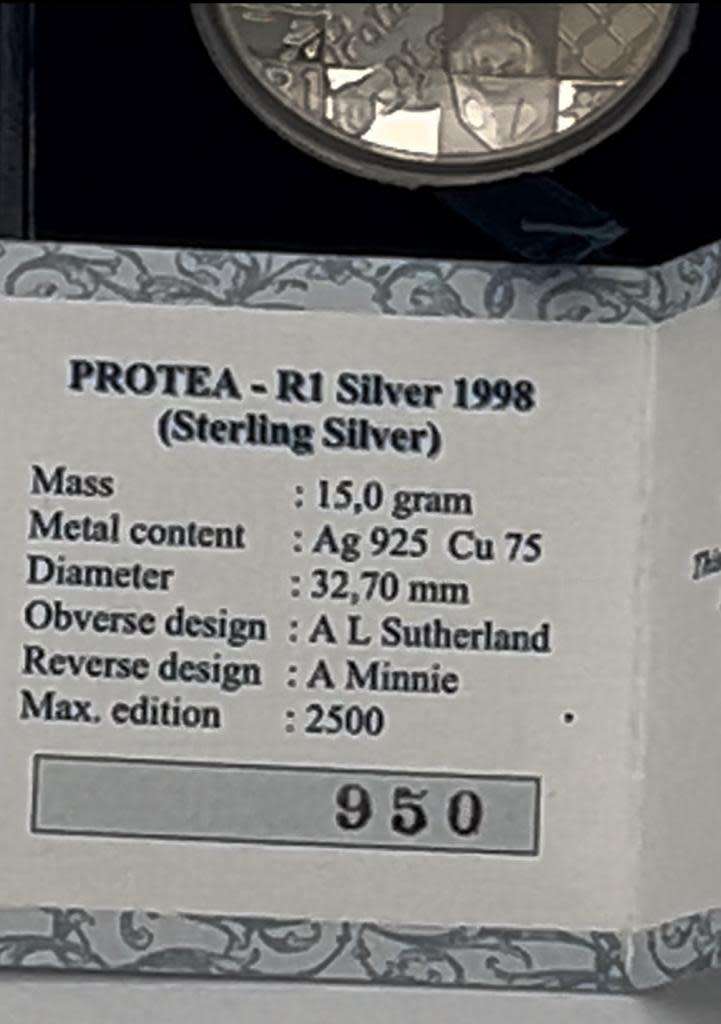 PROTEA - R1 Silver 1998
(Sterling Silver)
Mass : 15,0 gram
Metal content : Ag 925 Cu 75
Diameter : 32,70 mm
Obverse design : A L Sutherland
Reverse design : A Minnie
Max. edition : 2500
950